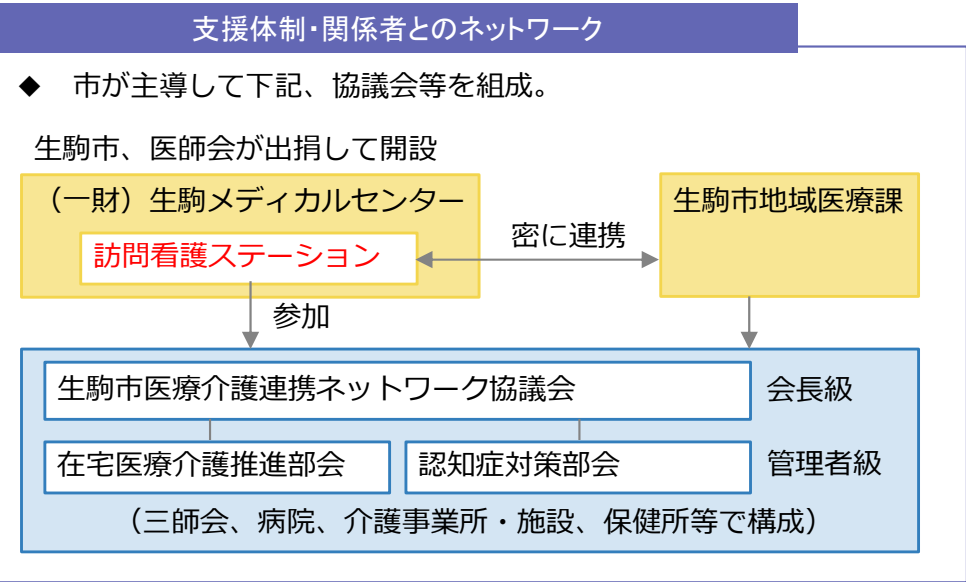 支援体制・関係者とのネットワーク
◆ 市が主導して下記、協議会等を組成。
生駒市、医師会が出捐して開設
（一財）生駒メディカルセンター
訪問看護ステーション
密に連携
生駒市地域医療課
参加
生駒市医療介護連携ネットワーク協議会
会長級
在宅医療介護推進部会
認知症対策部会
管理者級
（三師会、病院、介護事業所・施設、保健所等で構成）